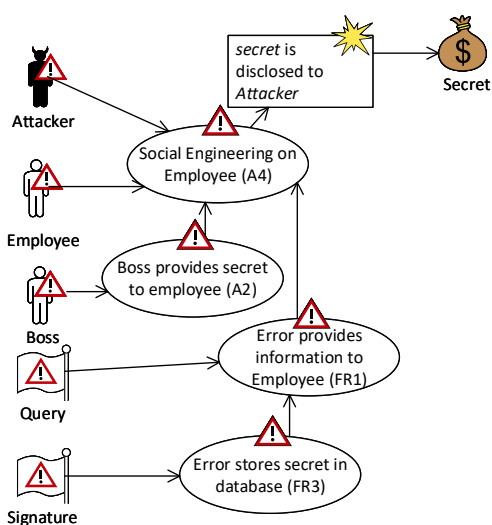 secret is
disclosed to
Attacker
$
Secret
Attacker
Social Engineering on
Employee (A4)
Employee
Boss provides secret
to employee (A2)
Boss
Error provides
information to
Employee (FR1)
Query
Error stores secret in
database (FR3)
Signature